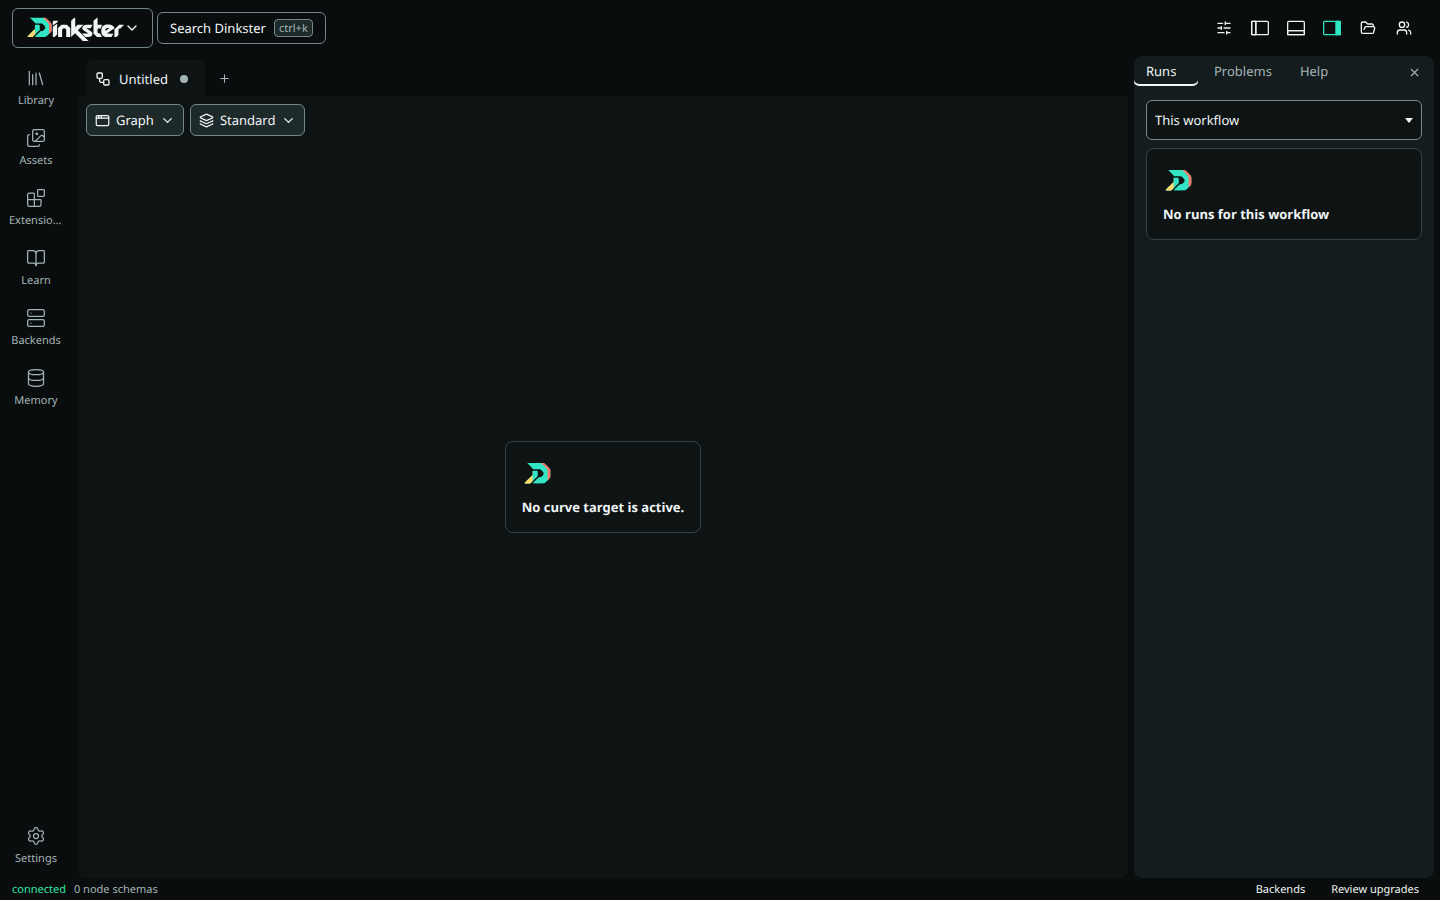 Dinkster
Search Dinkster ctrl+k
Library
Assets
Extensio...
Learn
Backends
Memory
Settings
Untitled
Graph
Standard
No curve target is active.
Runs Problems Help
This workflow
No runs for this workflow
connected 0 node schemas
Backends Review upgrades